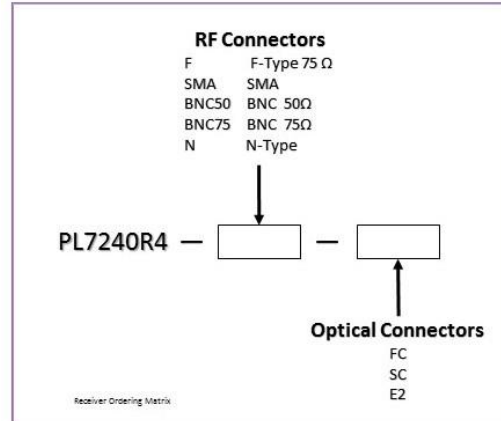 RF Connectors
F F-Type 75 Ω
SMA SMA
BNC50 BNC 50Ω
BNC75 BNC 75Ω
N N-Type
PL7240R4 — —
Optical Connectors
FC
SC
E2
Receiver Ordering Matrix